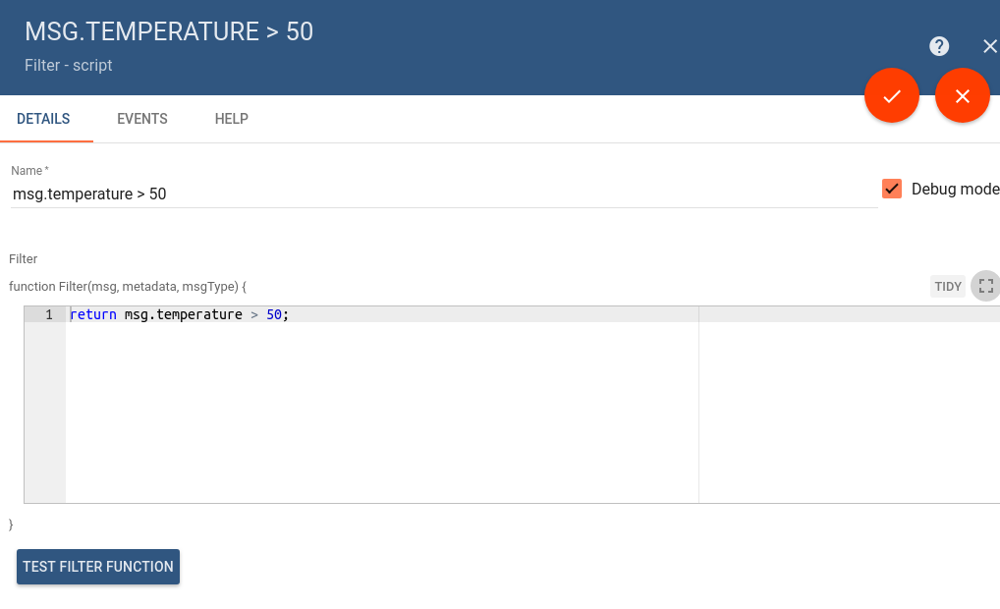 MSG.TEMPERATURE > 50
Filter - script
?
DETAILS EVENTS HELP
Name *
msg.temperature > 50
Debug mode
Filter
function Filter(msg, metadata, msgType) {
TIDY
1 return msg.temperature > 50;
}
TEST FILTER FUNCTION